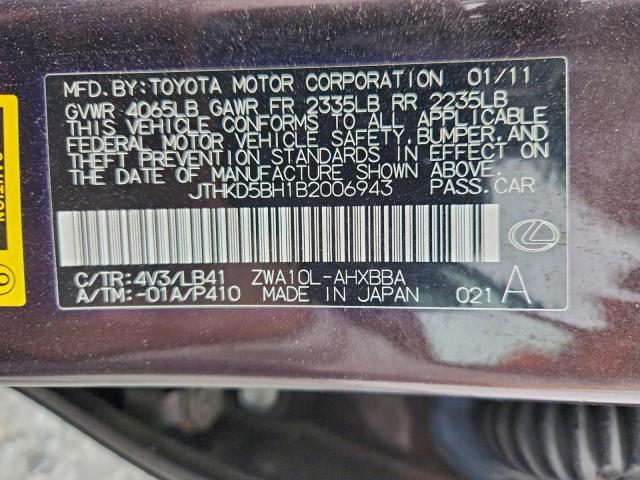 MFD.BY:TOYOTA MOTOR CORPORATION 01/11
GVWR 4065LB GAWR FR 2335LB RR 2235LB
THIS VEHICLE CONFORMS TO ALL APPLICABLE
FEDERAL MOTOR VEHICLE SAFETY,BUMPER,AND
THEFT PREVENTION STANDARDS IN EFFECT ON
THE DATE OF MANUFACTURE SHOWN ABOVE.
JTHKD5BH1B2006943 PASS.CAR
C/TR:4V3/LB41 ZWA10L-AHXBBA
A/TM:-01A/P410 MADE IN JAPAN 021 A